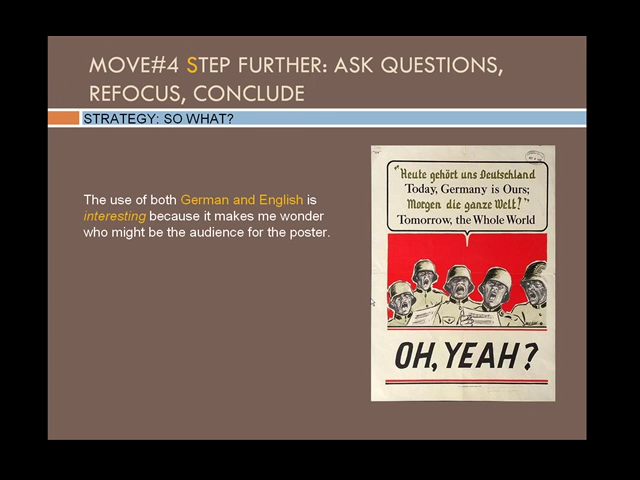 MOVE#4 STEP FURTHER: ASK QUESTIONS,
REFOCUS, CONCLUDE
STRATEGY: SO WHAT?
The use of both German and English is
interesting because it makes me wonder
who might be the audience for the poster.
"Heute gehört uns Deutschland
Today, Germany is Ours;
Morgen die ganze Welt!"
Tomorrow, the Whole World
OH, YEAH?